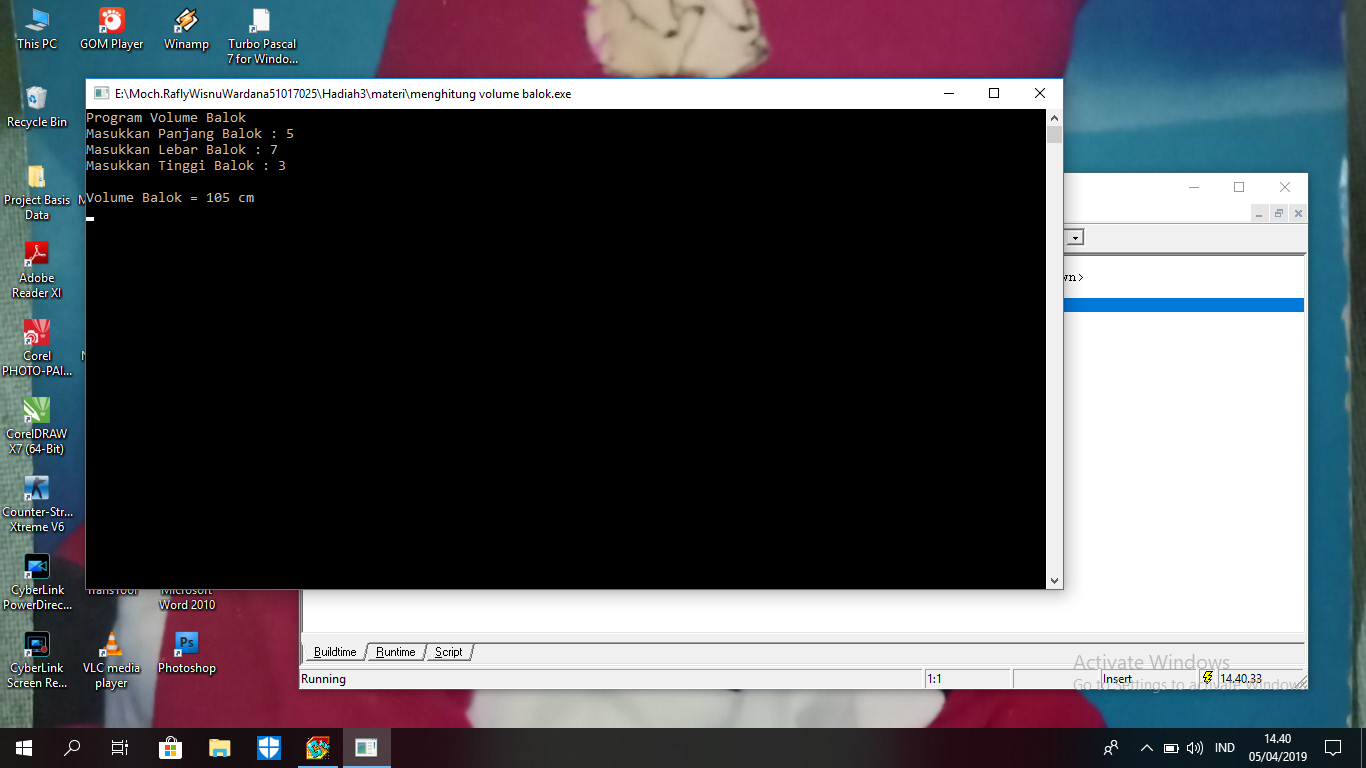 This PC
GOM Player
Winamp
Turbo Pascal
7 for Windo...
Recycle Bin
Project Basis
Data
Adobe
Reader XI
Corel
PHOTO-PAI...
CorelDRAW
X7 (64-Bit)
Counter-Str...
Xtreme V6
CyberLink
PowerDirec...
TransTool
Microsoft
Word 2010
CyberLink
Screen Re...
VLC media
player
Photoshop
E:\Moch.RaflyWisnuWardana51017025\Hadiah3\materi\menghitung volume balok.exe
Program Volume Balok
Masukkan Panjang Balok : 5
Masukkan Lebar Balok : 7
Masukkan Tinggi Balok : 3
Volume Balok = 105 cm
Buildtime
Runtime
Script
Running
1:1
Insert
14.40.33
Activate Windows
Go to Settings to activate Windows.
IND
14.40
05/04/2019